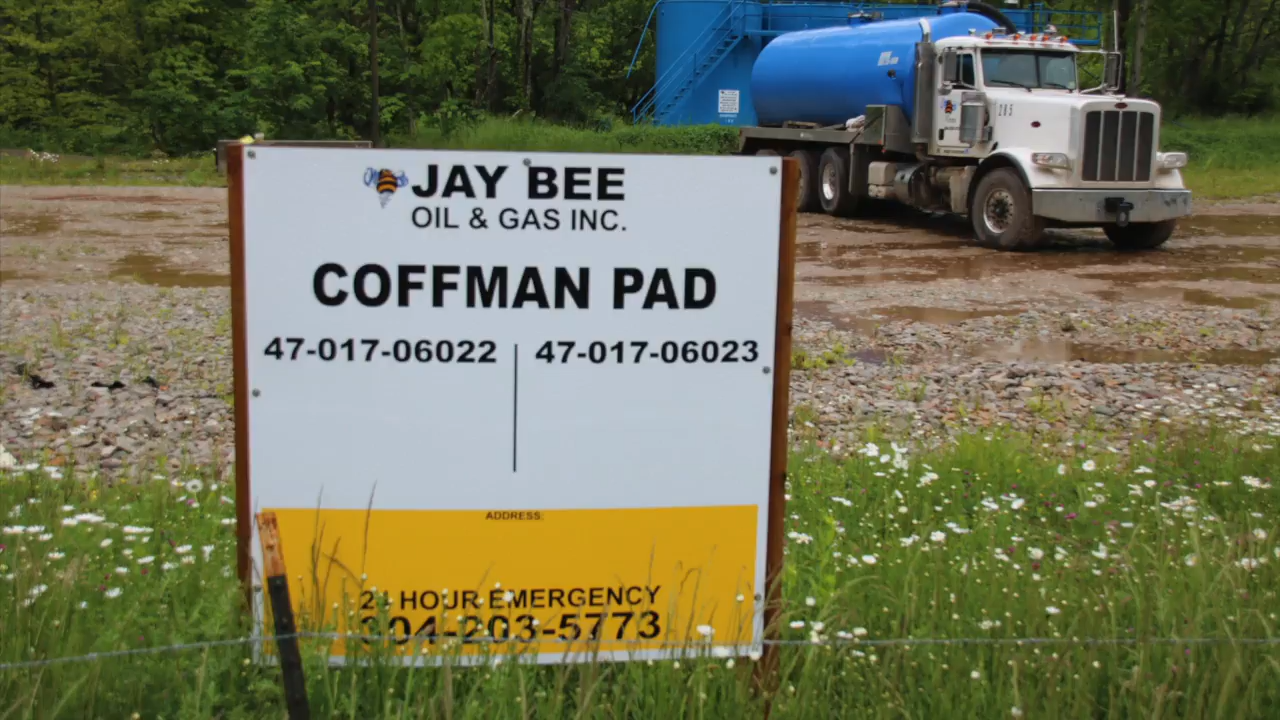 JAY BEE
OIL & GAS INC.
COFFMAN PAD
47-017-06022
47-017-06023
ADDRESS:
24 HOUR EMERGENCY
304-203-5773
285